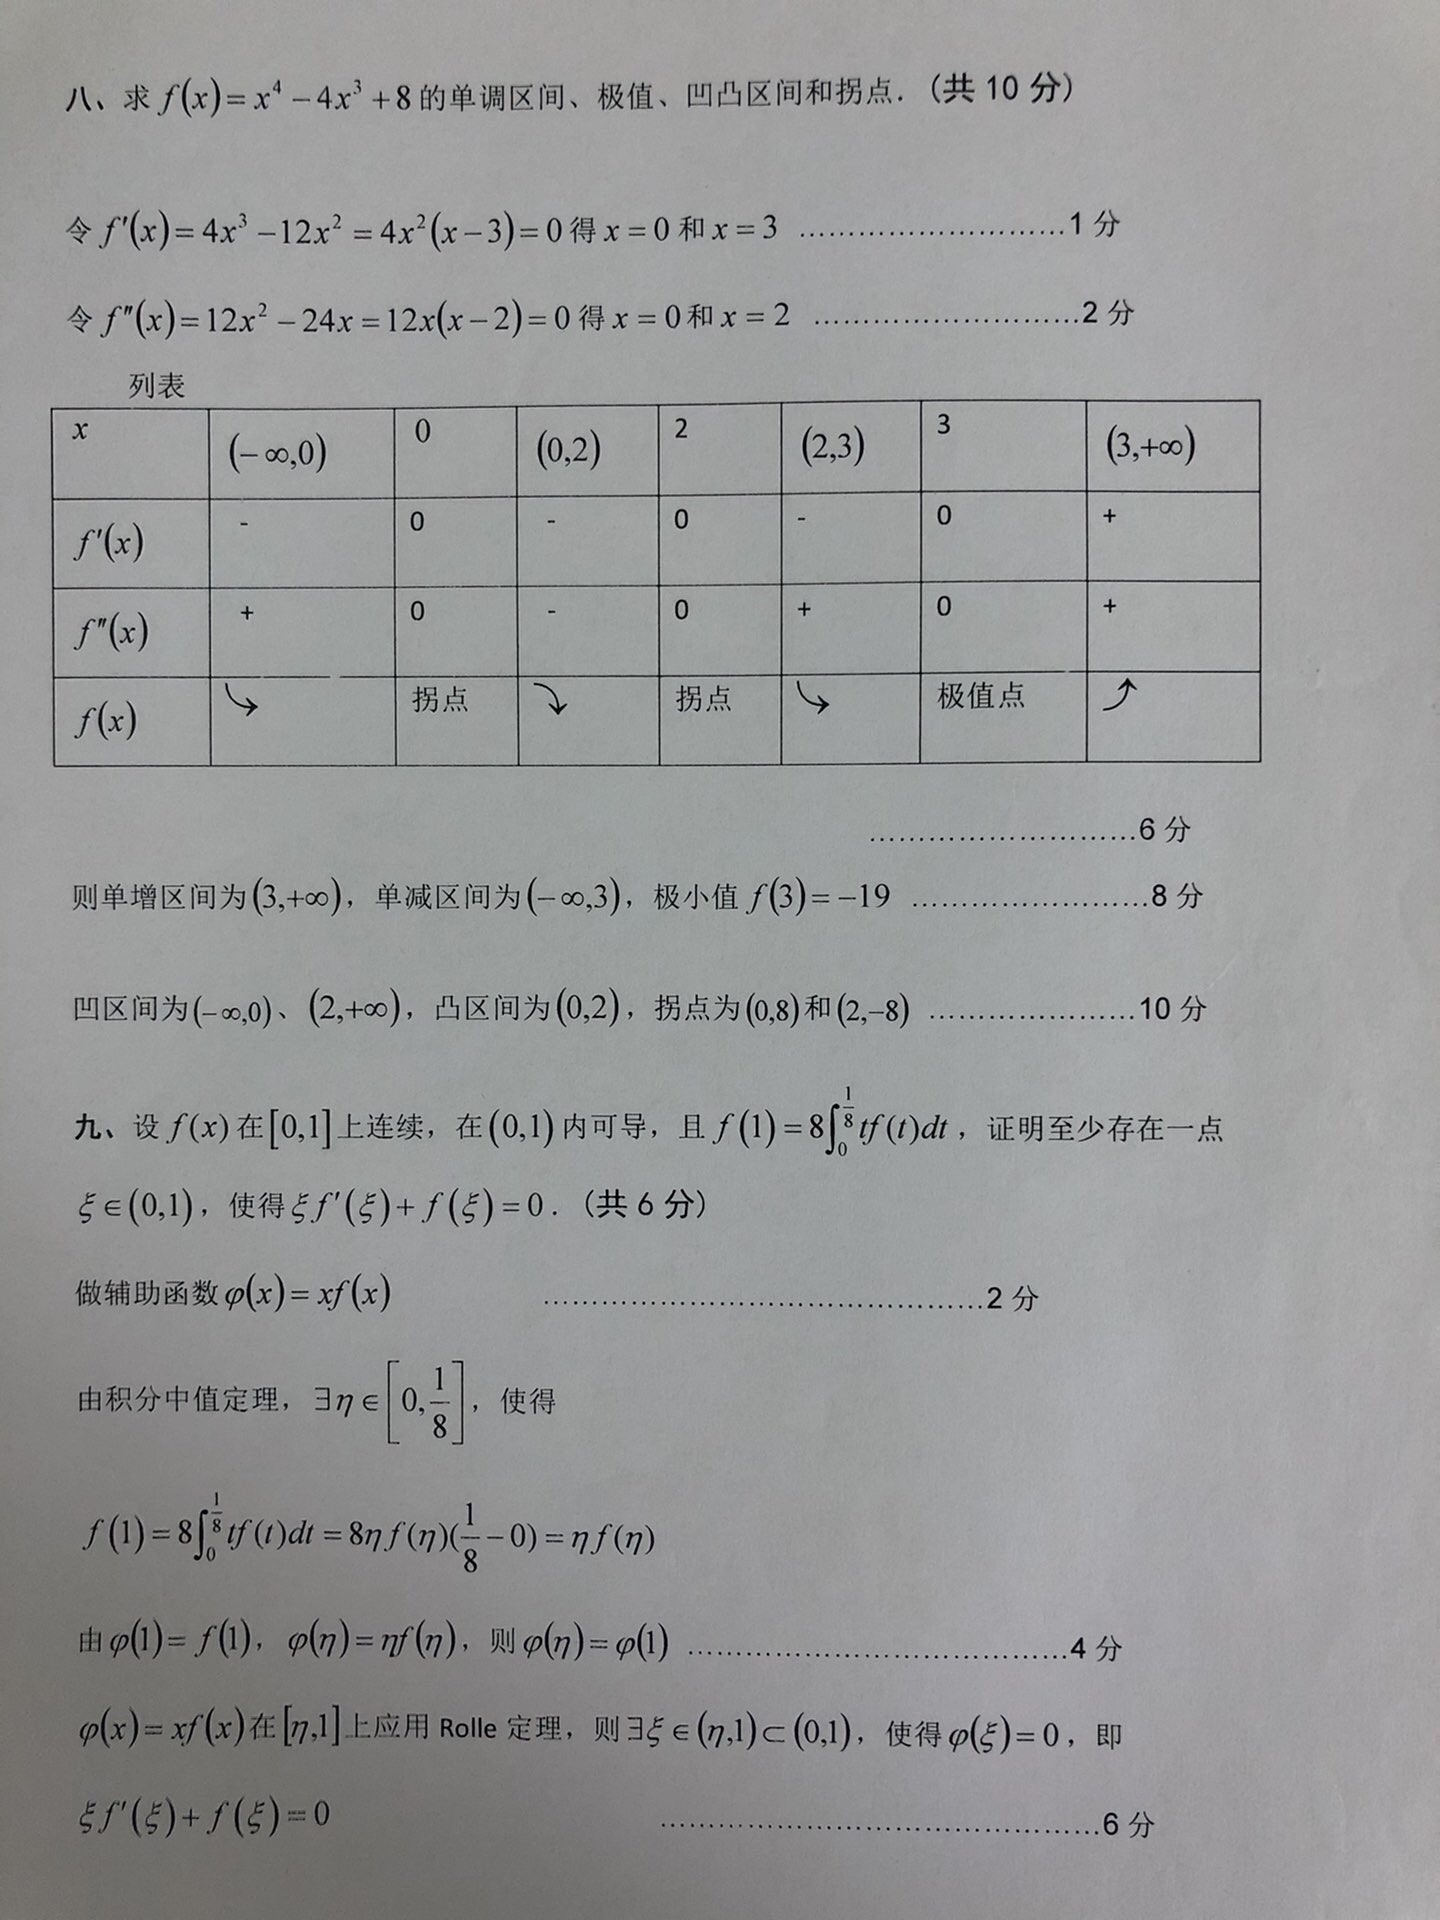 八、求 f(x)=x⁴−4x³+8的单调区间、极值、凹凸区间和拐点.（共 10 分）
令 f′(x)=4x³−12x²=4x²(x−3)=0得x=0和x=3 ...........................1 分
令 f″(x)=12x²−24x=12x(x−2)=0得x=0和x=2 ...........................2 分
列表
x (−∞,0) 0 (0,2) 2 (2,3) 3 (3,+∞)
f′(x) - 0 - 0 - 0 +
f″(x) + 0 - 0 + 0 +
f(x) ⤷ 拐点 ⤵ 拐点 ⤷ 极值点 ⤴
...........................6 分
则单增区间为(3,+∞)，单减区间为(−∞,3)，极小值 f(3)=−19 ........................8 分
凹区间为(−∞,0)、(2,+∞)，凸区间为(0,2)，拐点为(0,8)和(2,−8) .....................10 分
九、设 f(x)在[0,1]上连续，在(0,1)内可导，且 f(1)=8∫₀^(1/8) tf(t)dt，证明至少存在一点
ξ∈(0,1)，使得ξf′(ξ)+f(ξ)=0.（共 6 分）
做辅助函数φ(x)=xf(x) .............................................2 分
由积分中值定理，∃η∈[0,1/8]，使得
f(1)=8∫₀^(1/8) tf(t)dt=8ηf(η)(1/8−0)=ηf(η)
由φ(1)=f(1)，φ(η)=ηf(η)，则φ(η)=φ(1) .......................................4 分
φ(x)=xf(x)在[η,1]上应用 Rolle 定理，则∃ξ∈(η,1)⊂(0,1)，使得φ(ξ)=0，即
ξf′(ξ)+f(ξ)=0 .............................................6 分